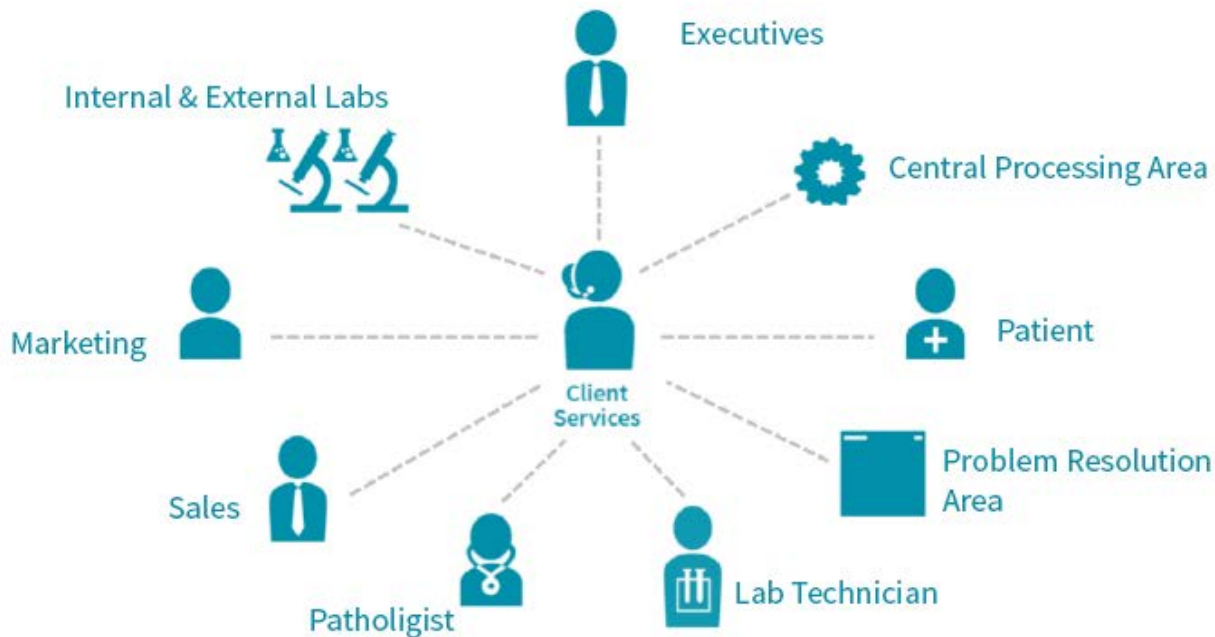 Executives
Internal & External Labs
Central Processing Area
Marketing
Patient
Client
Services
Problem Resolution
Area
Sales
Lab Technician
Patholigist